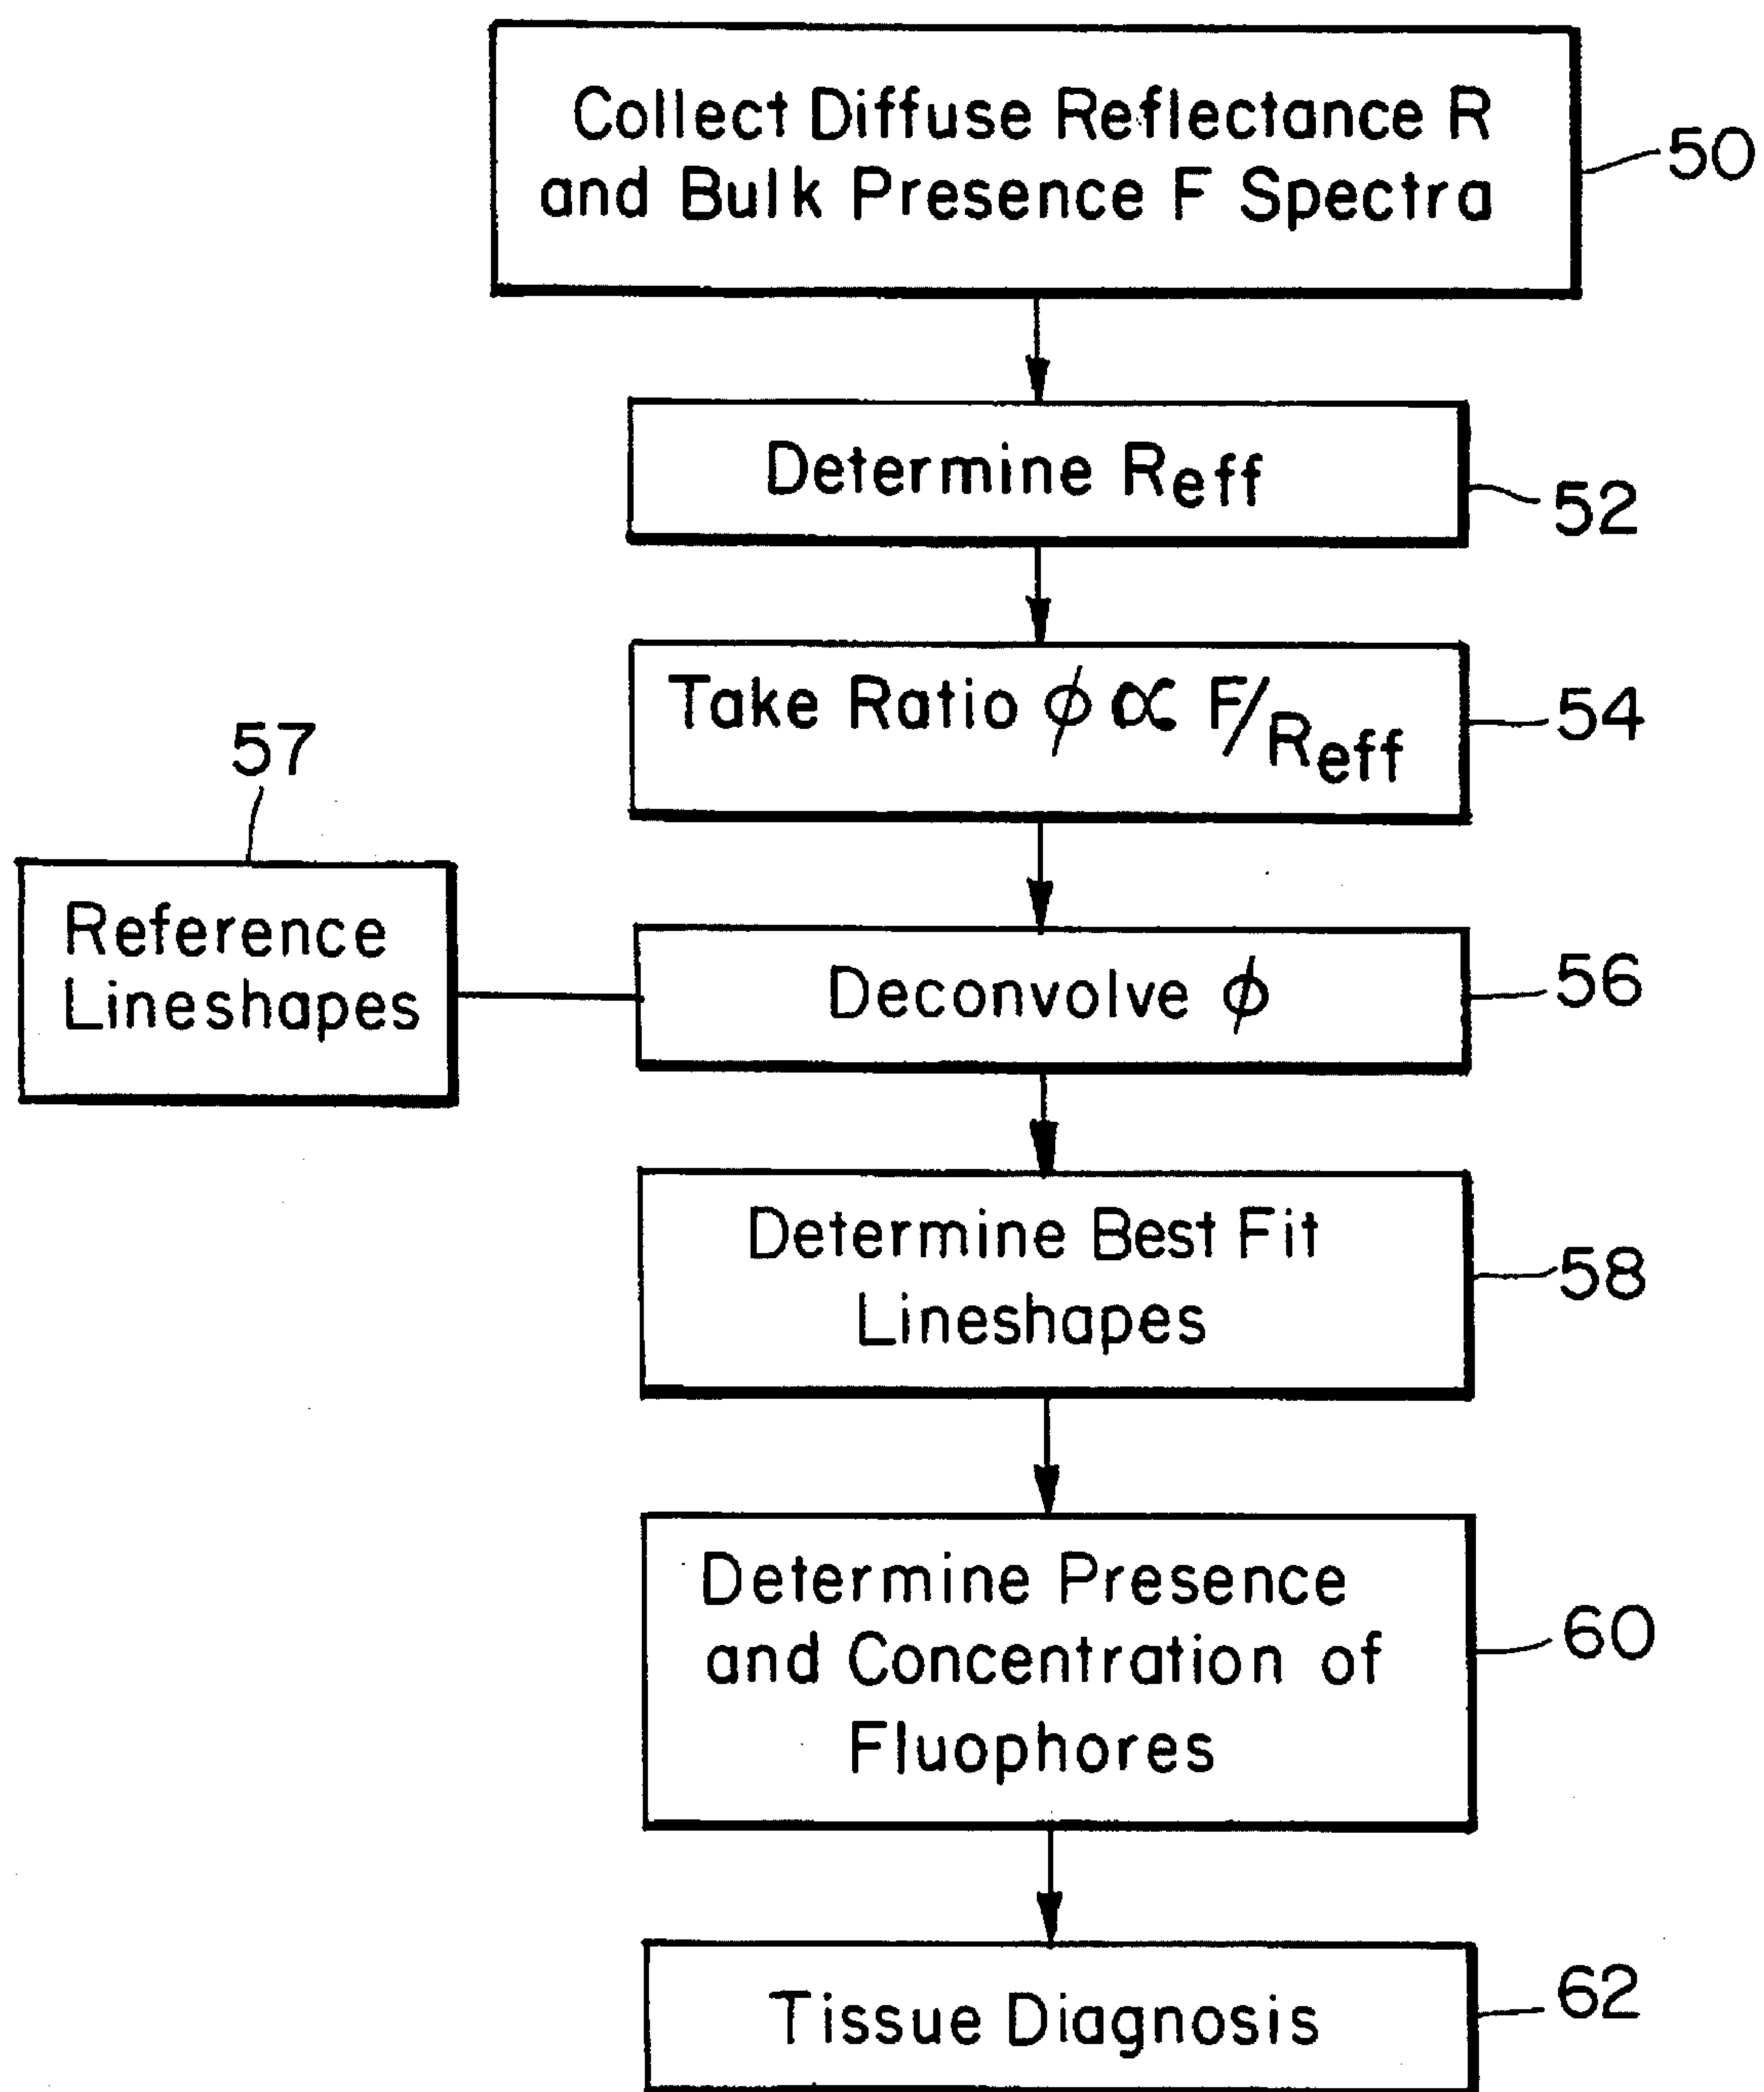 Collect Diffuse Reflectance R
and Bulk Presence F Spectra
50
Determine Reff
52
Take Ratio ϕ ∝ F/Reff
54
57
Reference
Lineshapes
Deconvolve ϕ
56
Determine Best Fit
Lineshapes
58
Determine Presence
and Concentration of
Fluophores
60
Tissue Diagnosis
62